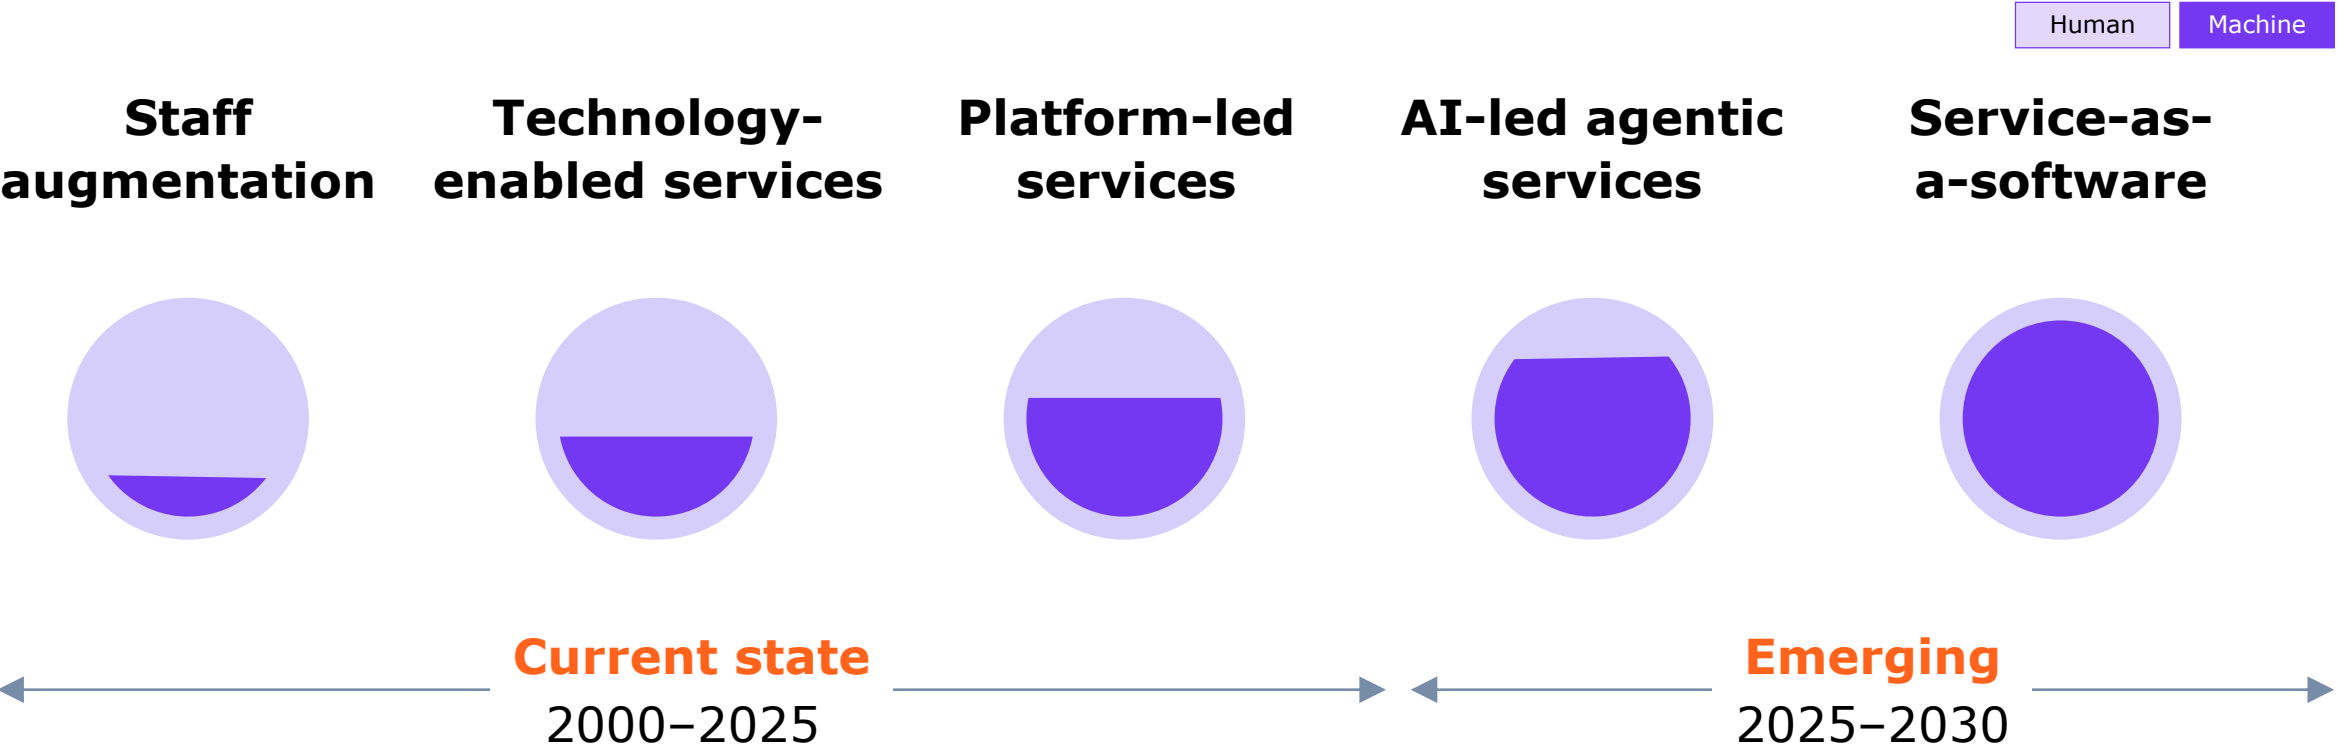 Human
Machine
Staff
augmentation
Technology-
enabled services
Platform-led
services
AI-led agentic
services
Service-as-
a-software
Current state
2000–2025
Emerging
2025–2030